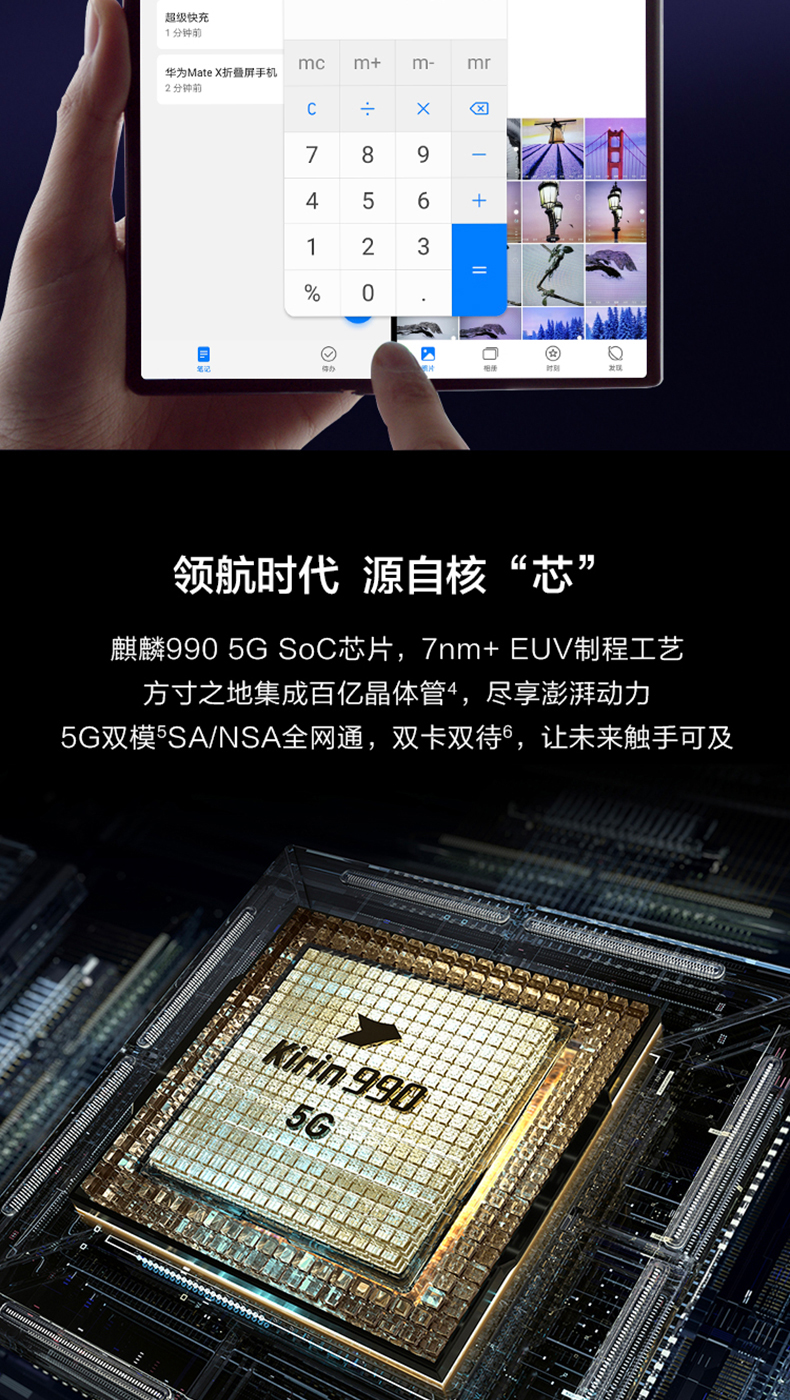 超级快充
1 分钟前
华为Mate X折叠屏手机
2 分钟前
mc m+ m- mr
C ÷ ×
7 8 9 −
4 5 6 +
1 2 3 =
% 0 .
笔记 待办 照片 相册 时刻 发现
领航时代 源自核“芯”
麒麟990 5G SoC芯片，7nm+ EUV制程工艺
方寸之地集成百亿晶体管⁴，尽享澎湃动力
5G双模⁵SA/NSA全网通，双卡双待⁶，让未来触手可及
Kirin 990
5G